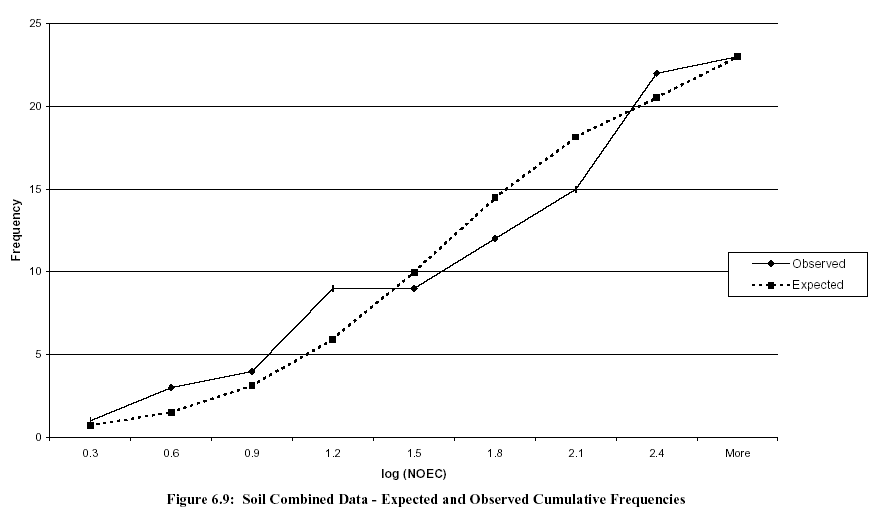 25
20
15
10
5
0
Frequency
0.3 0.6 0.9 1.2 1.5 1.8 2.1 2.4 More
log (NOEC)
Observed
Expected
Figure 6.9: Soil Combined Data - Expected and Observed Cumulative Frequencies